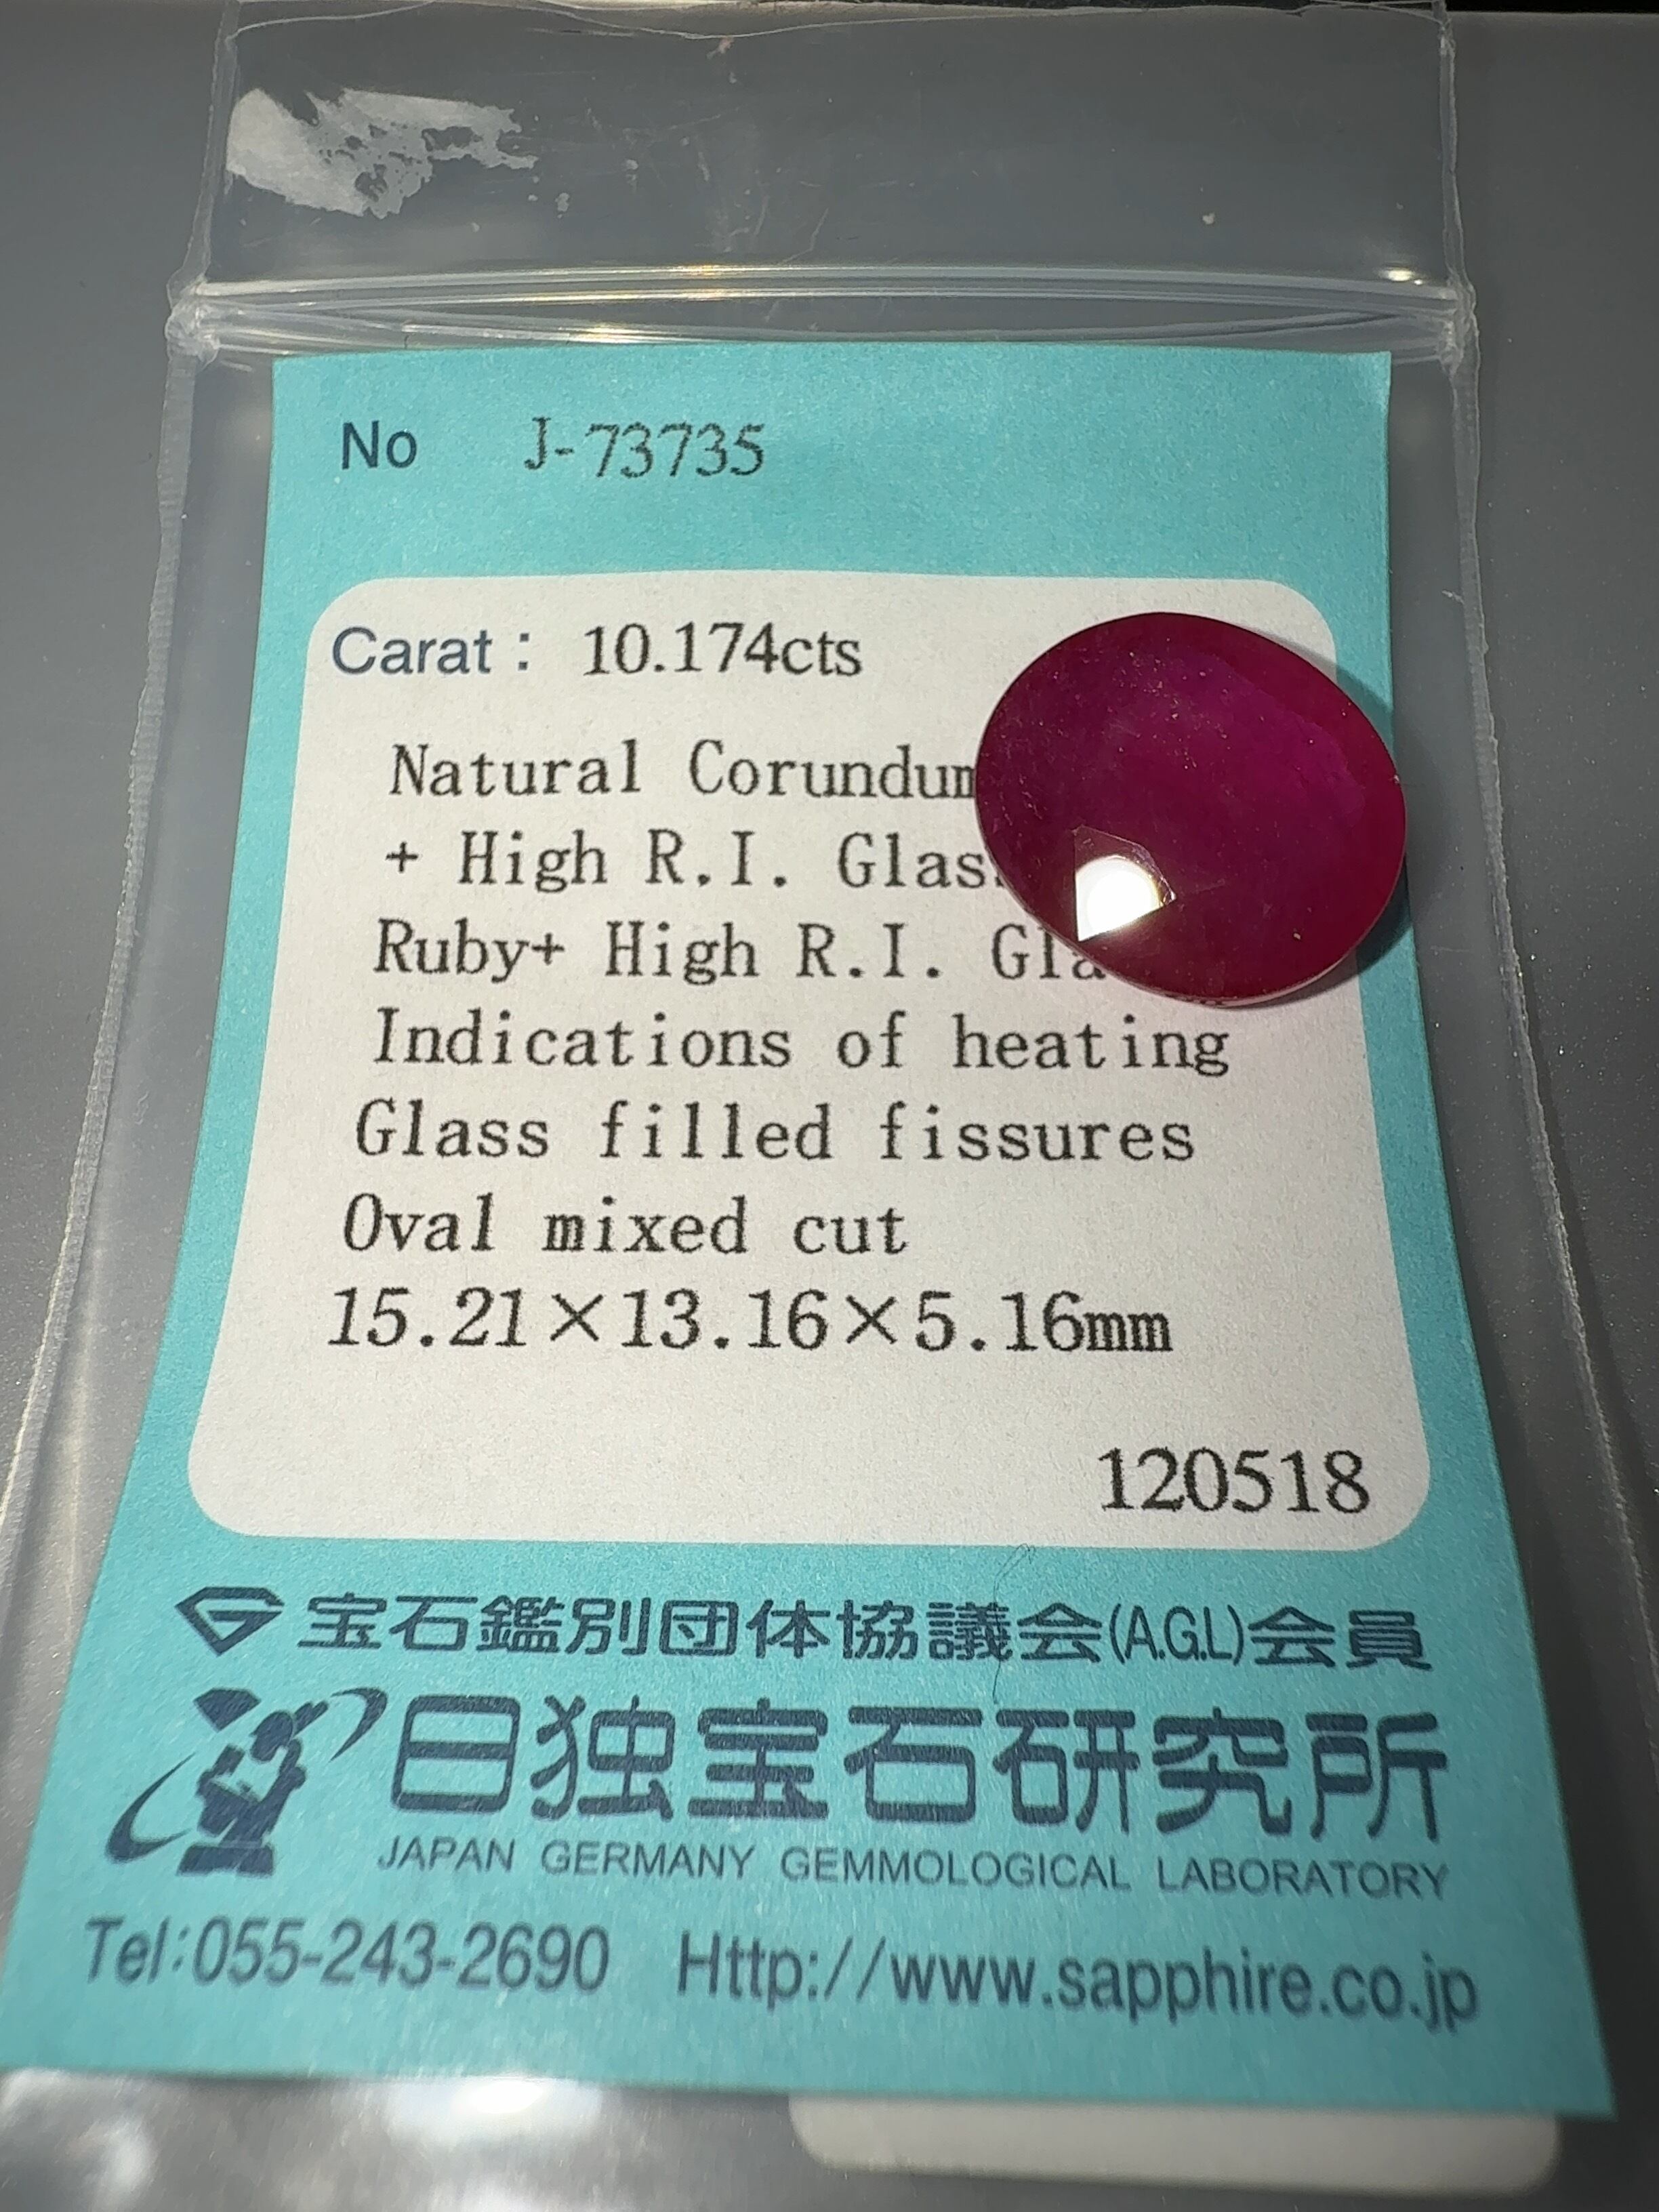 No J-73735
Carat : 10.174cts
Natural Corundum
+ High R.I. Glas
Ruby+ High R.I. Gla
Indications of heating
Glass filled fissures
Oval mixed cut
15.21×13.16×5.16mm
120518
宝石鑑別団体協議会(A.G.L)会員
日独宝石研究所
JAPAN GERMANY GEMMOLOGICAL LABORATORY
Tel:055-243-2690 Http://www.sapphire.co.jp